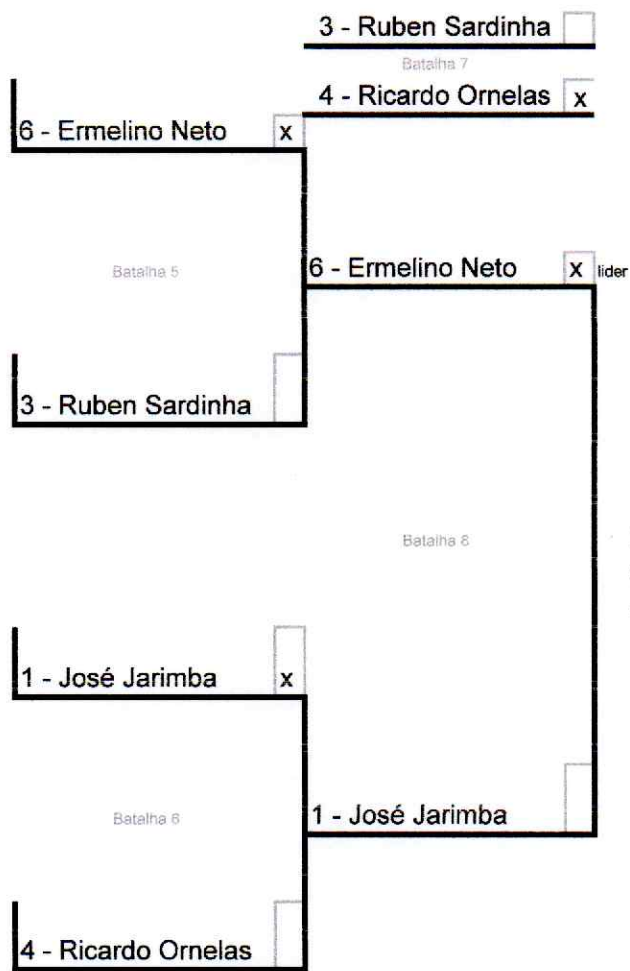 3 - Ruben Sardinha
Batalha 7
4 - Ricardo Ornelas x
6 - Ermelino Neto x
Batalha 5
6 - Ermelino Neto x lider
3 - Ruben Sardinha
Batalha 8
1 - José Jarimba x
Batalha 6
1 - José Jarimba
4 - Ricardo Ornelas